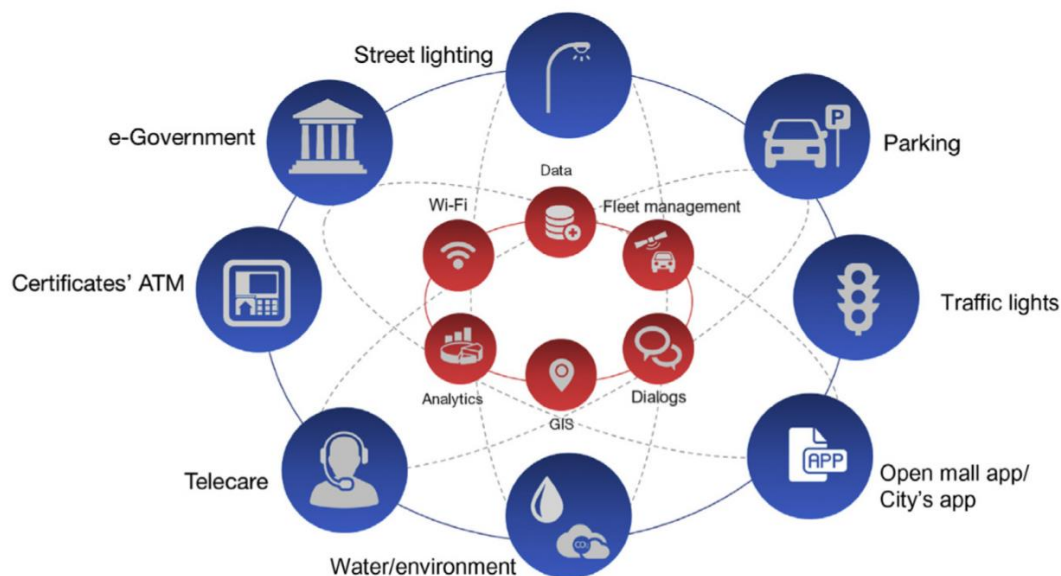 Street lighting
e-Government
P
Parking
Data
Wi-Fi
Fleet management
Certificates’ ATM
Traffic lights
Analytics
GIS
Dialogs
APP
Telecare
Open mall app/
City’s app
CO₂
Water/environment